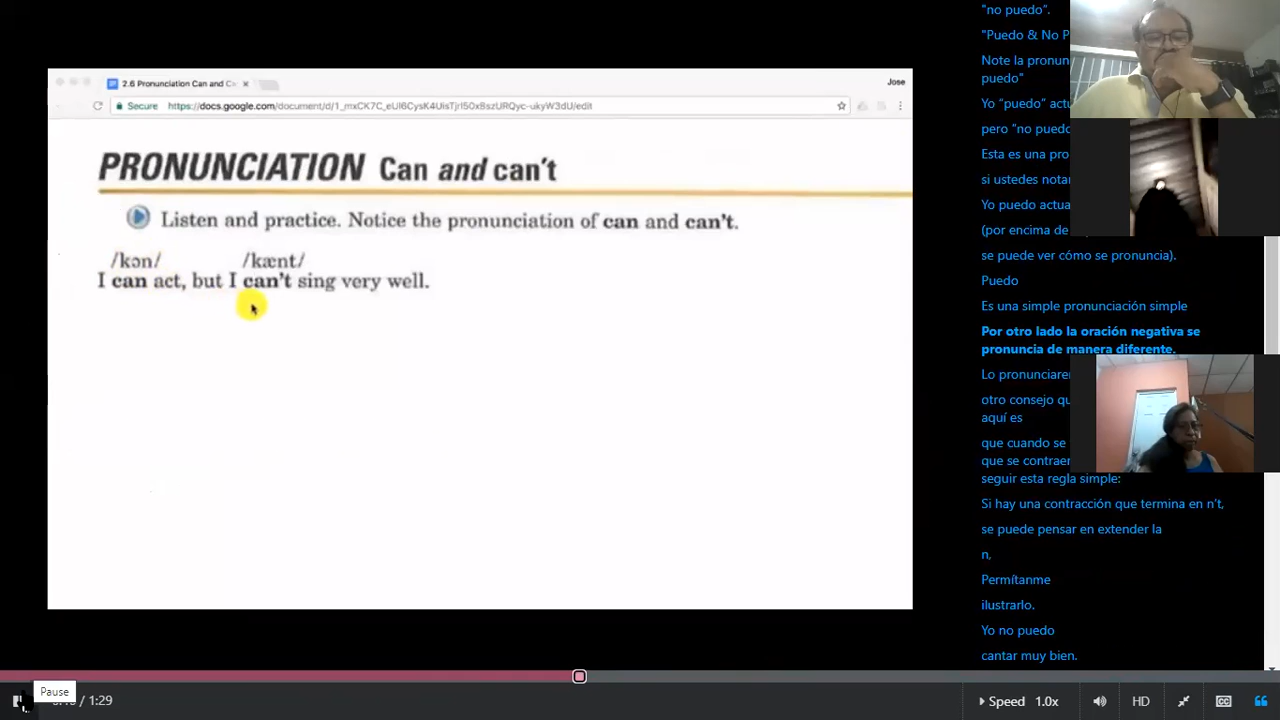 2.6 Pronunciation Can and C
Jose
Secure
https://docs.google.com/document/d/1_mxCK7C_eUl6CysK4UisTjrl50xBszURQyc-ukyW3dU/edit
PRONUNCIATION Can and can't
Listen and practice. Notice the pronunciation of can and can't.
/kən/ /kænt/
I can act, but I can't sing very well.
"no puedo".
"Puedo & No P
Note la pronun
puedo"
Yo "puedo" actu
pero "no puedo
Esta es una pro
si ustedes notar
Yo puedo actua
(por encima de
se puede ver cómo se pronuncia).
Puedo
Es una simple pronunciación simple
Por otro lado la oración negativa se
pronuncia de manera diferente.
Lo pronunciaren
otro consejo qu
aquí es
que cuando se
que se contraen
seguir esta regla simple:
Si hay una contracción que termina en n't,
se puede pensar en extender la
n,
Permítanme
ilustrarlo.
Yo no puedo
cantar muy bien.
Pause
/ 1:29
Speed 1.0x
HD
CC